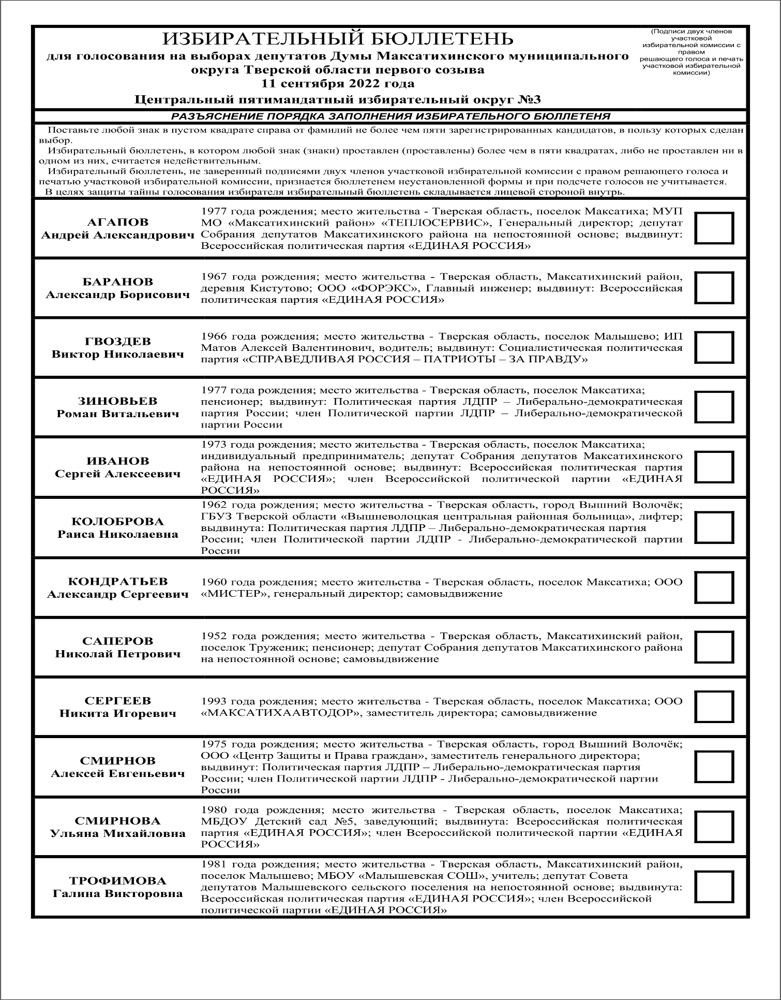 ИЗБИРАТЕЛЬНЫЙ БЮЛЛЕТЕНЬ
для голосования на выборах депутатов Думы Максатихинского муниципального
округа Тверской области первого созыва
11 сентября 2022 года
Центральный пятимандатный избирательный округ №3
(Подписи двух членов
участковой
избирательной комиссии с
правом
решающего голоса и печать
участковой избирательной
комиссии)
РАЗЪЯСНЕНИЕ ПОРЯДКА ЗАПОЛНЕНИЯ ИЗБИРАТЕЛЬНОГО БЮЛЛЕТЕНЯ
Поставьте любой знак в пустом квадрате справа от фамилий не более чем пяти зарегистрированных кандидатов, в пользу которых сделан
выбор.
Избирательный бюллетень, в котором любой знак (знаки) проставлен (проставлены) более чем в пяти квадратах, либо не проставлен ни в
одном из них, считается недействительным.
Избирательный бюллетень, не заверенный подписями двух членов участковой избирательной комиссии с правом решающего голоса и
печатью участковой избирательной комиссии, признается бюллетенем неустановленной формы и при подсчете голосов не учитывается.
В целях защиты тайны голосования избирателя избирательный бюллетень складывается лицевой стороной внутрь.
АГАПОВ
Андрей Александрович
1977 года рождения; место жительства - Тверская область, поселок Максатиха; МУП
МО «Максатихинский район» «ТЕПЛОСЕРВИС», Генеральный директор; депутат
Собрания депутатов Максатихинского района на непостоянной основе; выдвинут:
Всероссийская политическая партия «ЕДИНАЯ РОССИЯ»
БАРАНОВ
Александр Борисович
1967 года рождения; место жительства - Тверская область, Максатихинский район,
деревня Кистутово; ООО «ФОРЭКС», Главный инженер; выдвинут: Всероссийская
политическая партия «ЕДИНАЯ РОССИЯ»
ГВОЗДЕВ
Виктор Николаевич
1966 года рождения; место жительства - Тверская область, поселок Малышево; ИП
Матов Алексей Валентинович, водитель; выдвинут: Социалистическая политическая
партия «СПРАВЕДЛИВАЯ РОССИЯ – ПАТРИОТЫ – ЗА ПРАВДУ»
ЗИНОВЬЕВ
Роман Витальевич
1977 года рождения; место жительства - Тверская область, поселок Максатиха;
пенсионер; выдвинут: Политическая партия ЛДПР – Либерально-демократическая
партия России; член Политической партии ЛДПР – Либерально-демократической
партии России
ИВАНОВ
Сергей Алексеевич
1973 года рождения; место жительства - Тверская область, поселок Максатиха;
индивидуальный предприниматель; депутат Собрания депутатов Максатихинского
района на непостоянной основе; выдвинут: Всероссийская политическая партия
«ЕДИНАЯ РОССИЯ»; член Всероссийской политической партии «ЕДИНАЯ
РОССИЯ»
КОЛОБРОВА
Раиса Николаевна
1962 года рождения; место жительства - Тверская область, город Вышний Волочёк;
ГБУЗ Тверской области «Вышневолоцкая центральная районная больница», лифтер;
выдвинута: Политическая партия ЛДПР – Либерально-демократическая партия
России; член Политической партии ЛДПР - Либерально-демократической партии
России
КОНДРАТЬЕВ
Александр Сергеевич
1960 года рождения; место жительства - Тверская область, поселок Максатиха; ООО
«МИСТЕР», генеральный директор; самовыдвижение
САПЕРОВ
Николай Петрович
1952 года рождения; место жительства - Тверская область, Максатихинский район,
поселок Труженик; пенсионер; депутат Собрания депутатов Максатихинского района
на непостоянной основе; самовыдвижение
СЕРГЕЕВ
Никита Игоревич
1993 года рождения; место жительства - Тверская область, поселок Максатиха; ООО
«МАКСАТИХААВТОДОР», заместитель директора; самовыдвижение
СМИРНОВ
Алексей Евгеньевич
1975 года рождения; место жительства - Тверская область, город Вышний Волочёк;
ООО «Центр Защиты и Права граждан», заместитель генерального директора;
выдвинут: Политическая партия ЛДПР – Либерально-демократическая партия
России; член Политической партии ЛДПР - Либерально-демократической партии
России
СМИРНОВА
Ульяна Михайловна
1980 года рождения; место жительства - Тверская область, поселок Максатиха;
МБДОУ Детский сад №5, заведующий; выдвинута: Всероссийская политическая
партия «ЕДИНАЯ РОССИЯ»; член Всероссийской политической партии «ЕДИНАЯ
РОССИЯ»
ТРОФИМОВА
Галина Викторовна
1981 года рождения; место жительства - Тверская область, Максатихинский район,
поселок Малышево; МБОУ «Малышевская СОШ», учитель; депутат Совета
депутатов Малышевского сельского поселения на непостоянной основе; выдвинута:
Всероссийская политическая партия «ЕДИНАЯ РОССИЯ»; член Всероссийской
политической партии «ЕДИНАЯ РОССИЯ»